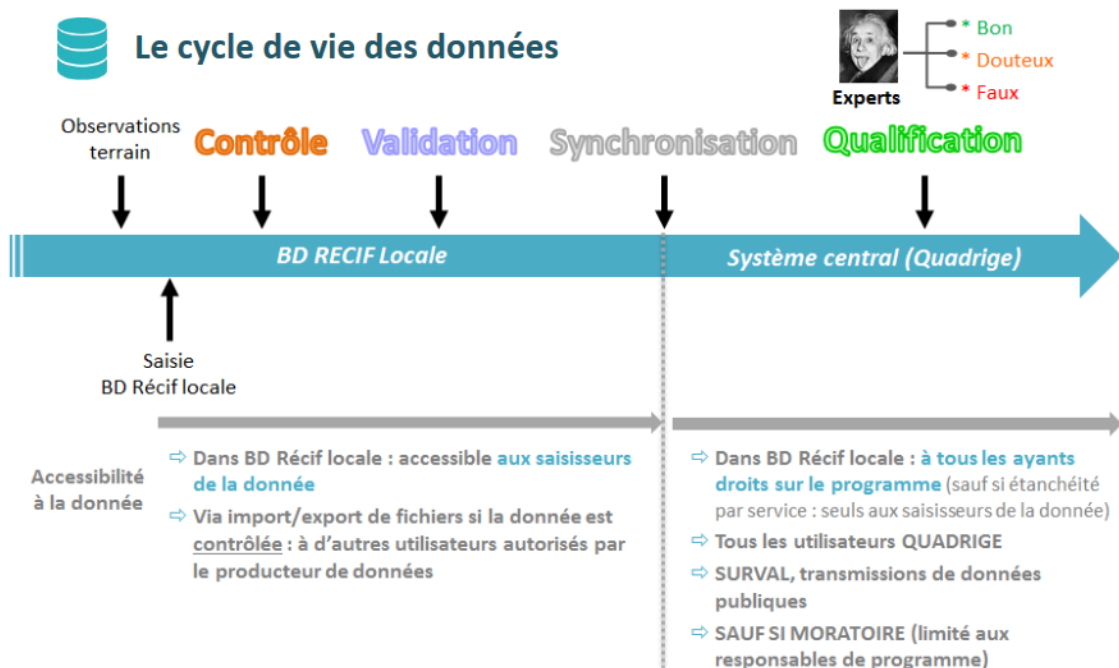 Le cycle de vie des données
* Bon
* Douteux
* Faux
Experts
Observations
terrain
Contrôle
Validation
Synchronisation
Qualification
BD RECIF Locale
Système central (Quadrige)
Saisie
BD Récif locale
Accessibilité
à la donnée
⇨ Dans BD Récif locale : accessible aux saisisseurs
de la donnée
⇨ Via import/export de fichiers si la donnée est
contrôlée : à d'autres utilisateurs autorisés par
le producteur de données
⇨ Dans BD Récif locale : à tous les ayants
droits sur le programme (sauf si étanchéité
par service : seuls aux saisisseurs de la donnée)
⇨ Tous les utilisateurs QUADRIGE
⇨ SURVAL, transmissions de données
publiques
⇨ SAUF SI MORATOIRE (limité aux
responsables de programme)